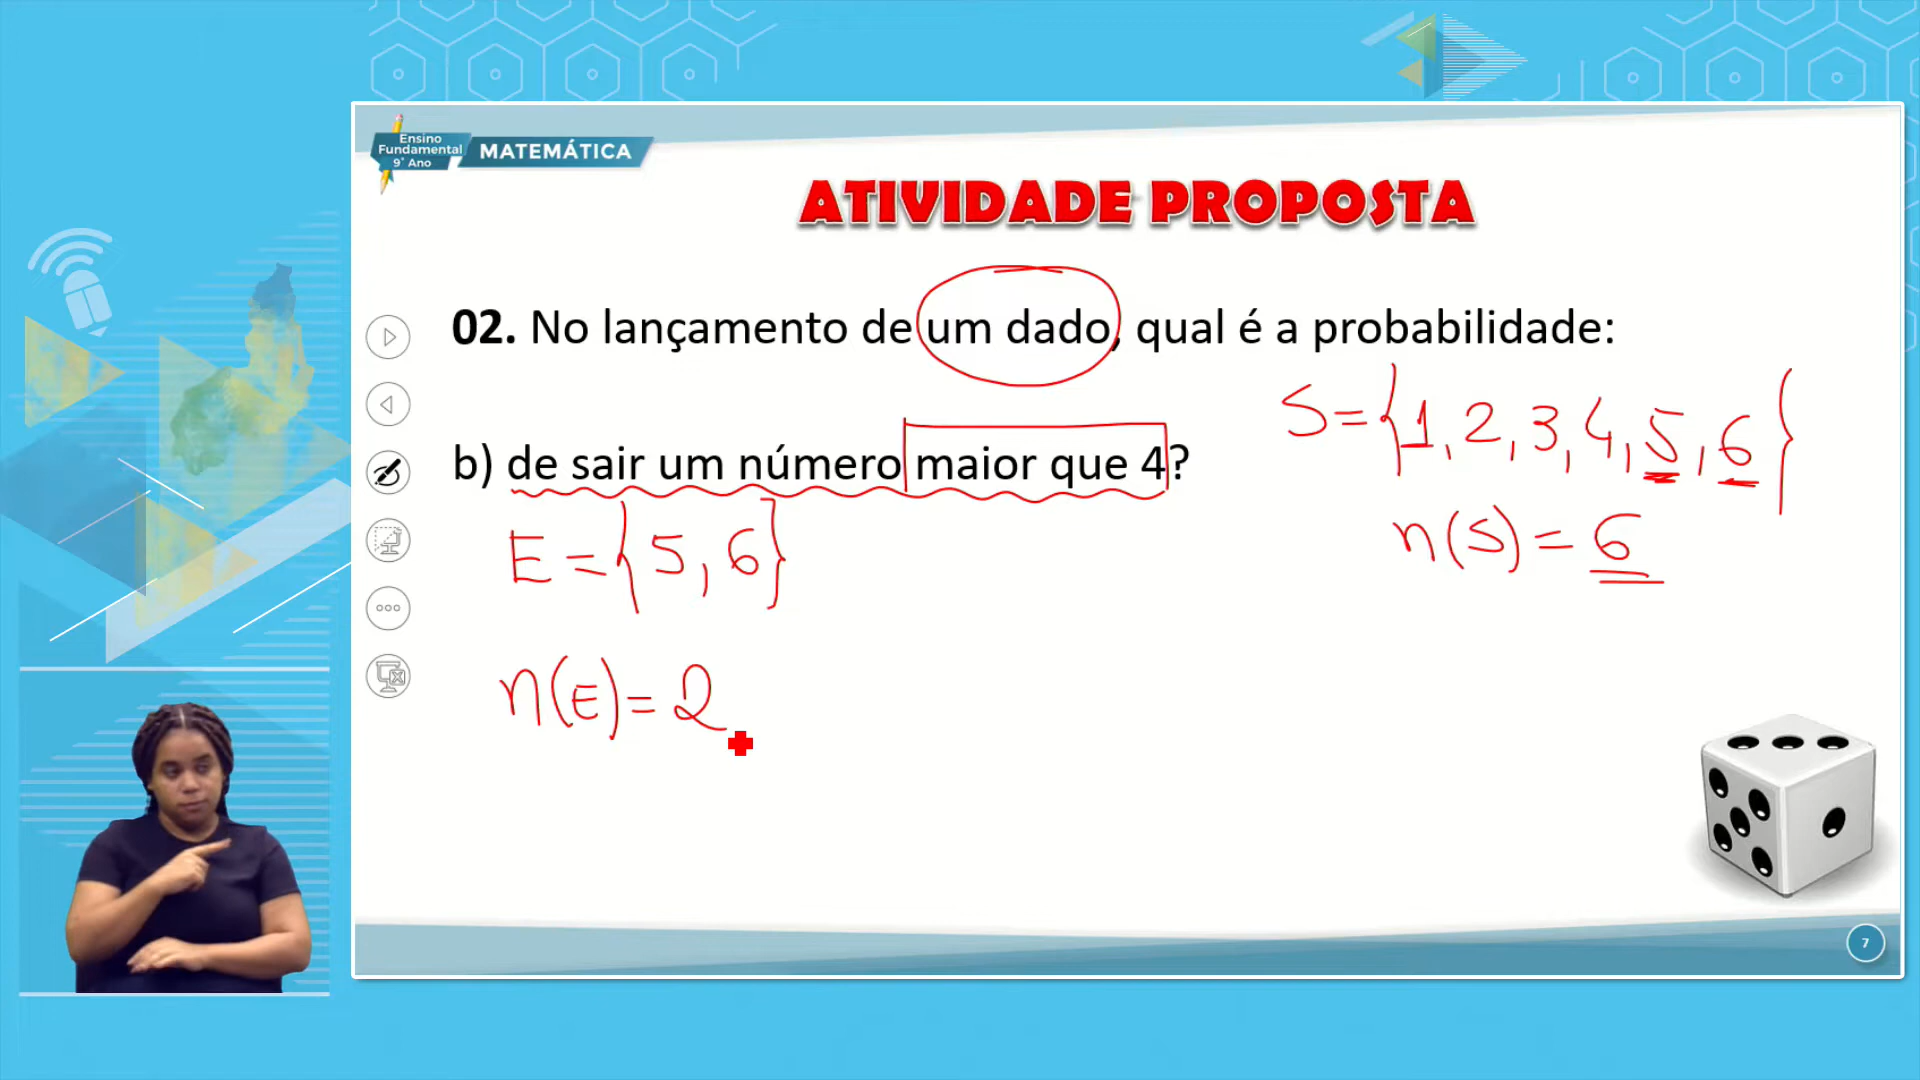 Ensino
Fundamental
9° Ano
MATEMÁTICA
ATIVIDADE PROPOSTA
02. No lançamento de um dado, qual é a probabilidade:
S={1, 2, 3, 4, 5, 6}
b) de sair um número maior que 4?
n(S) = 6
E = {5, 6}
n(E) = 2
7